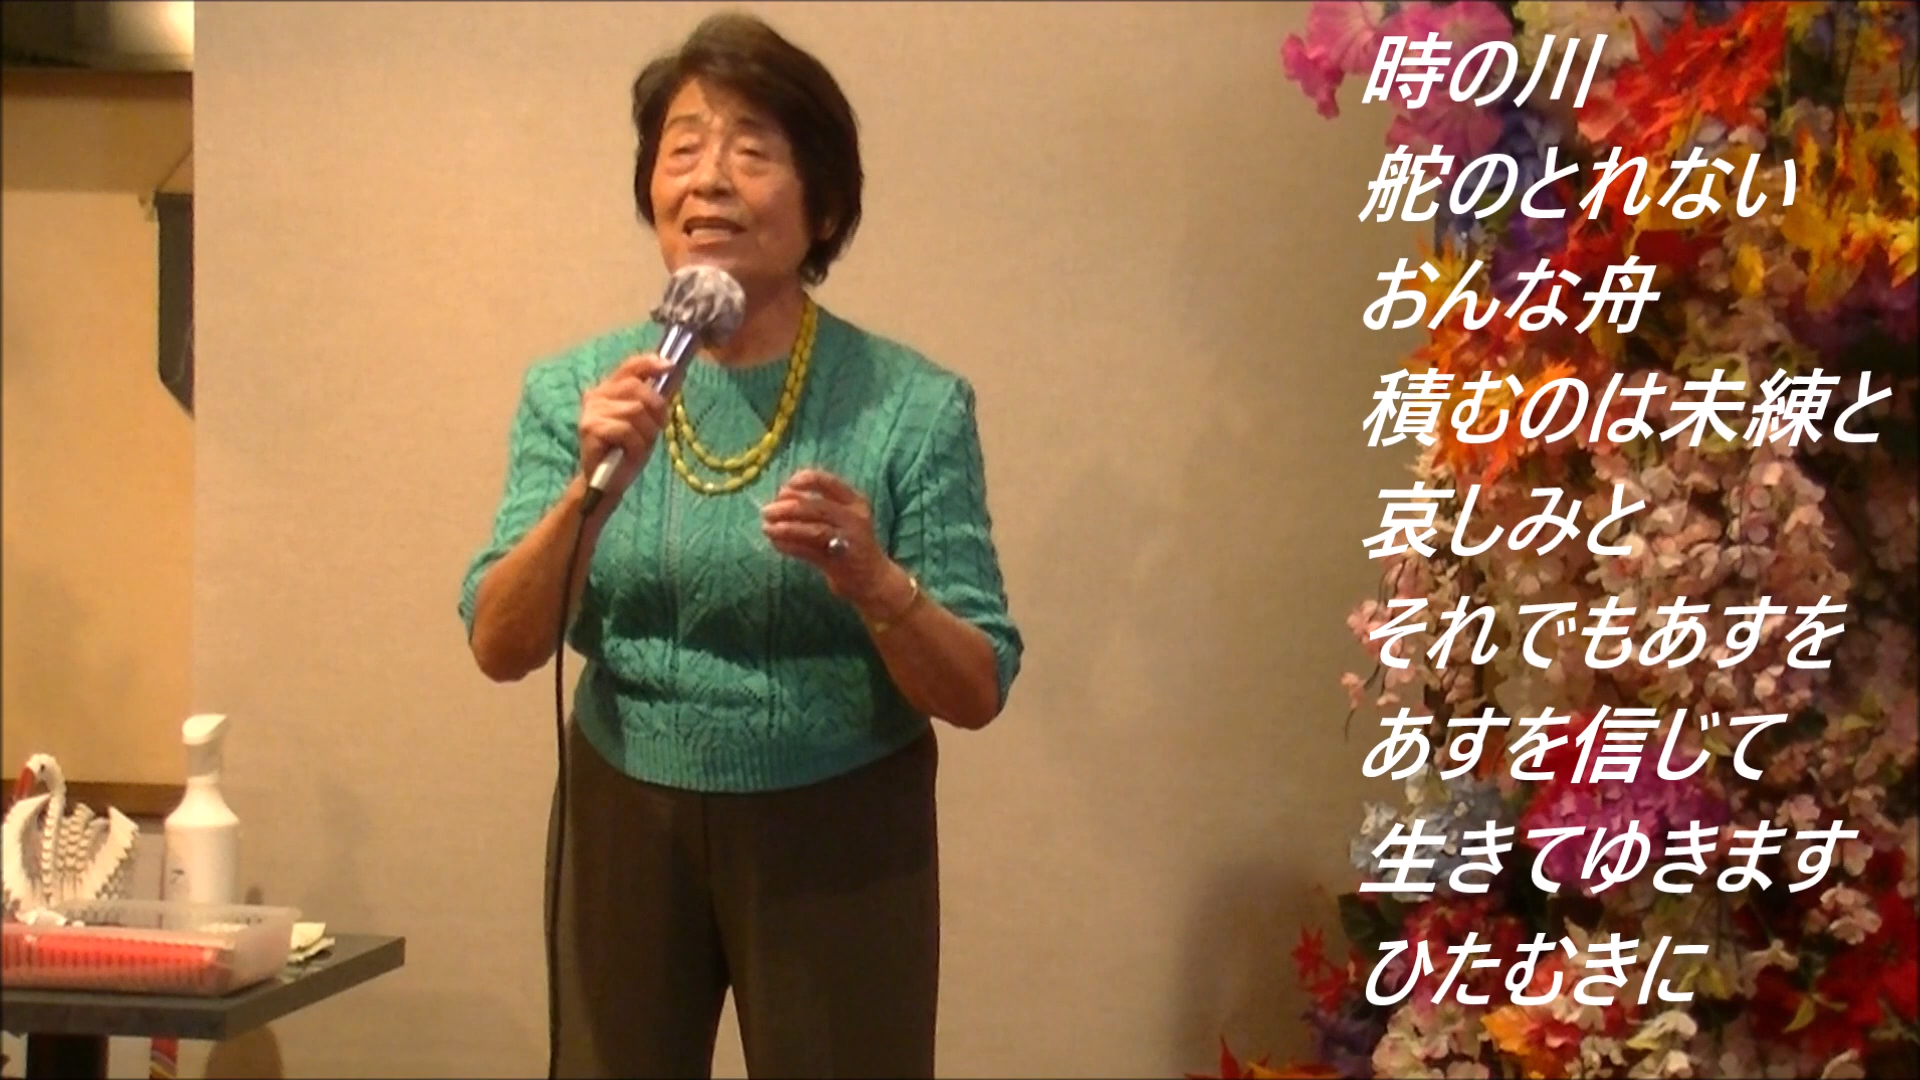 時の川
舵のとれない
おんな舟
積むのは未練と
哀しみと
それでもあすを
あすを信じて
生きてゆきます
ひたむきに